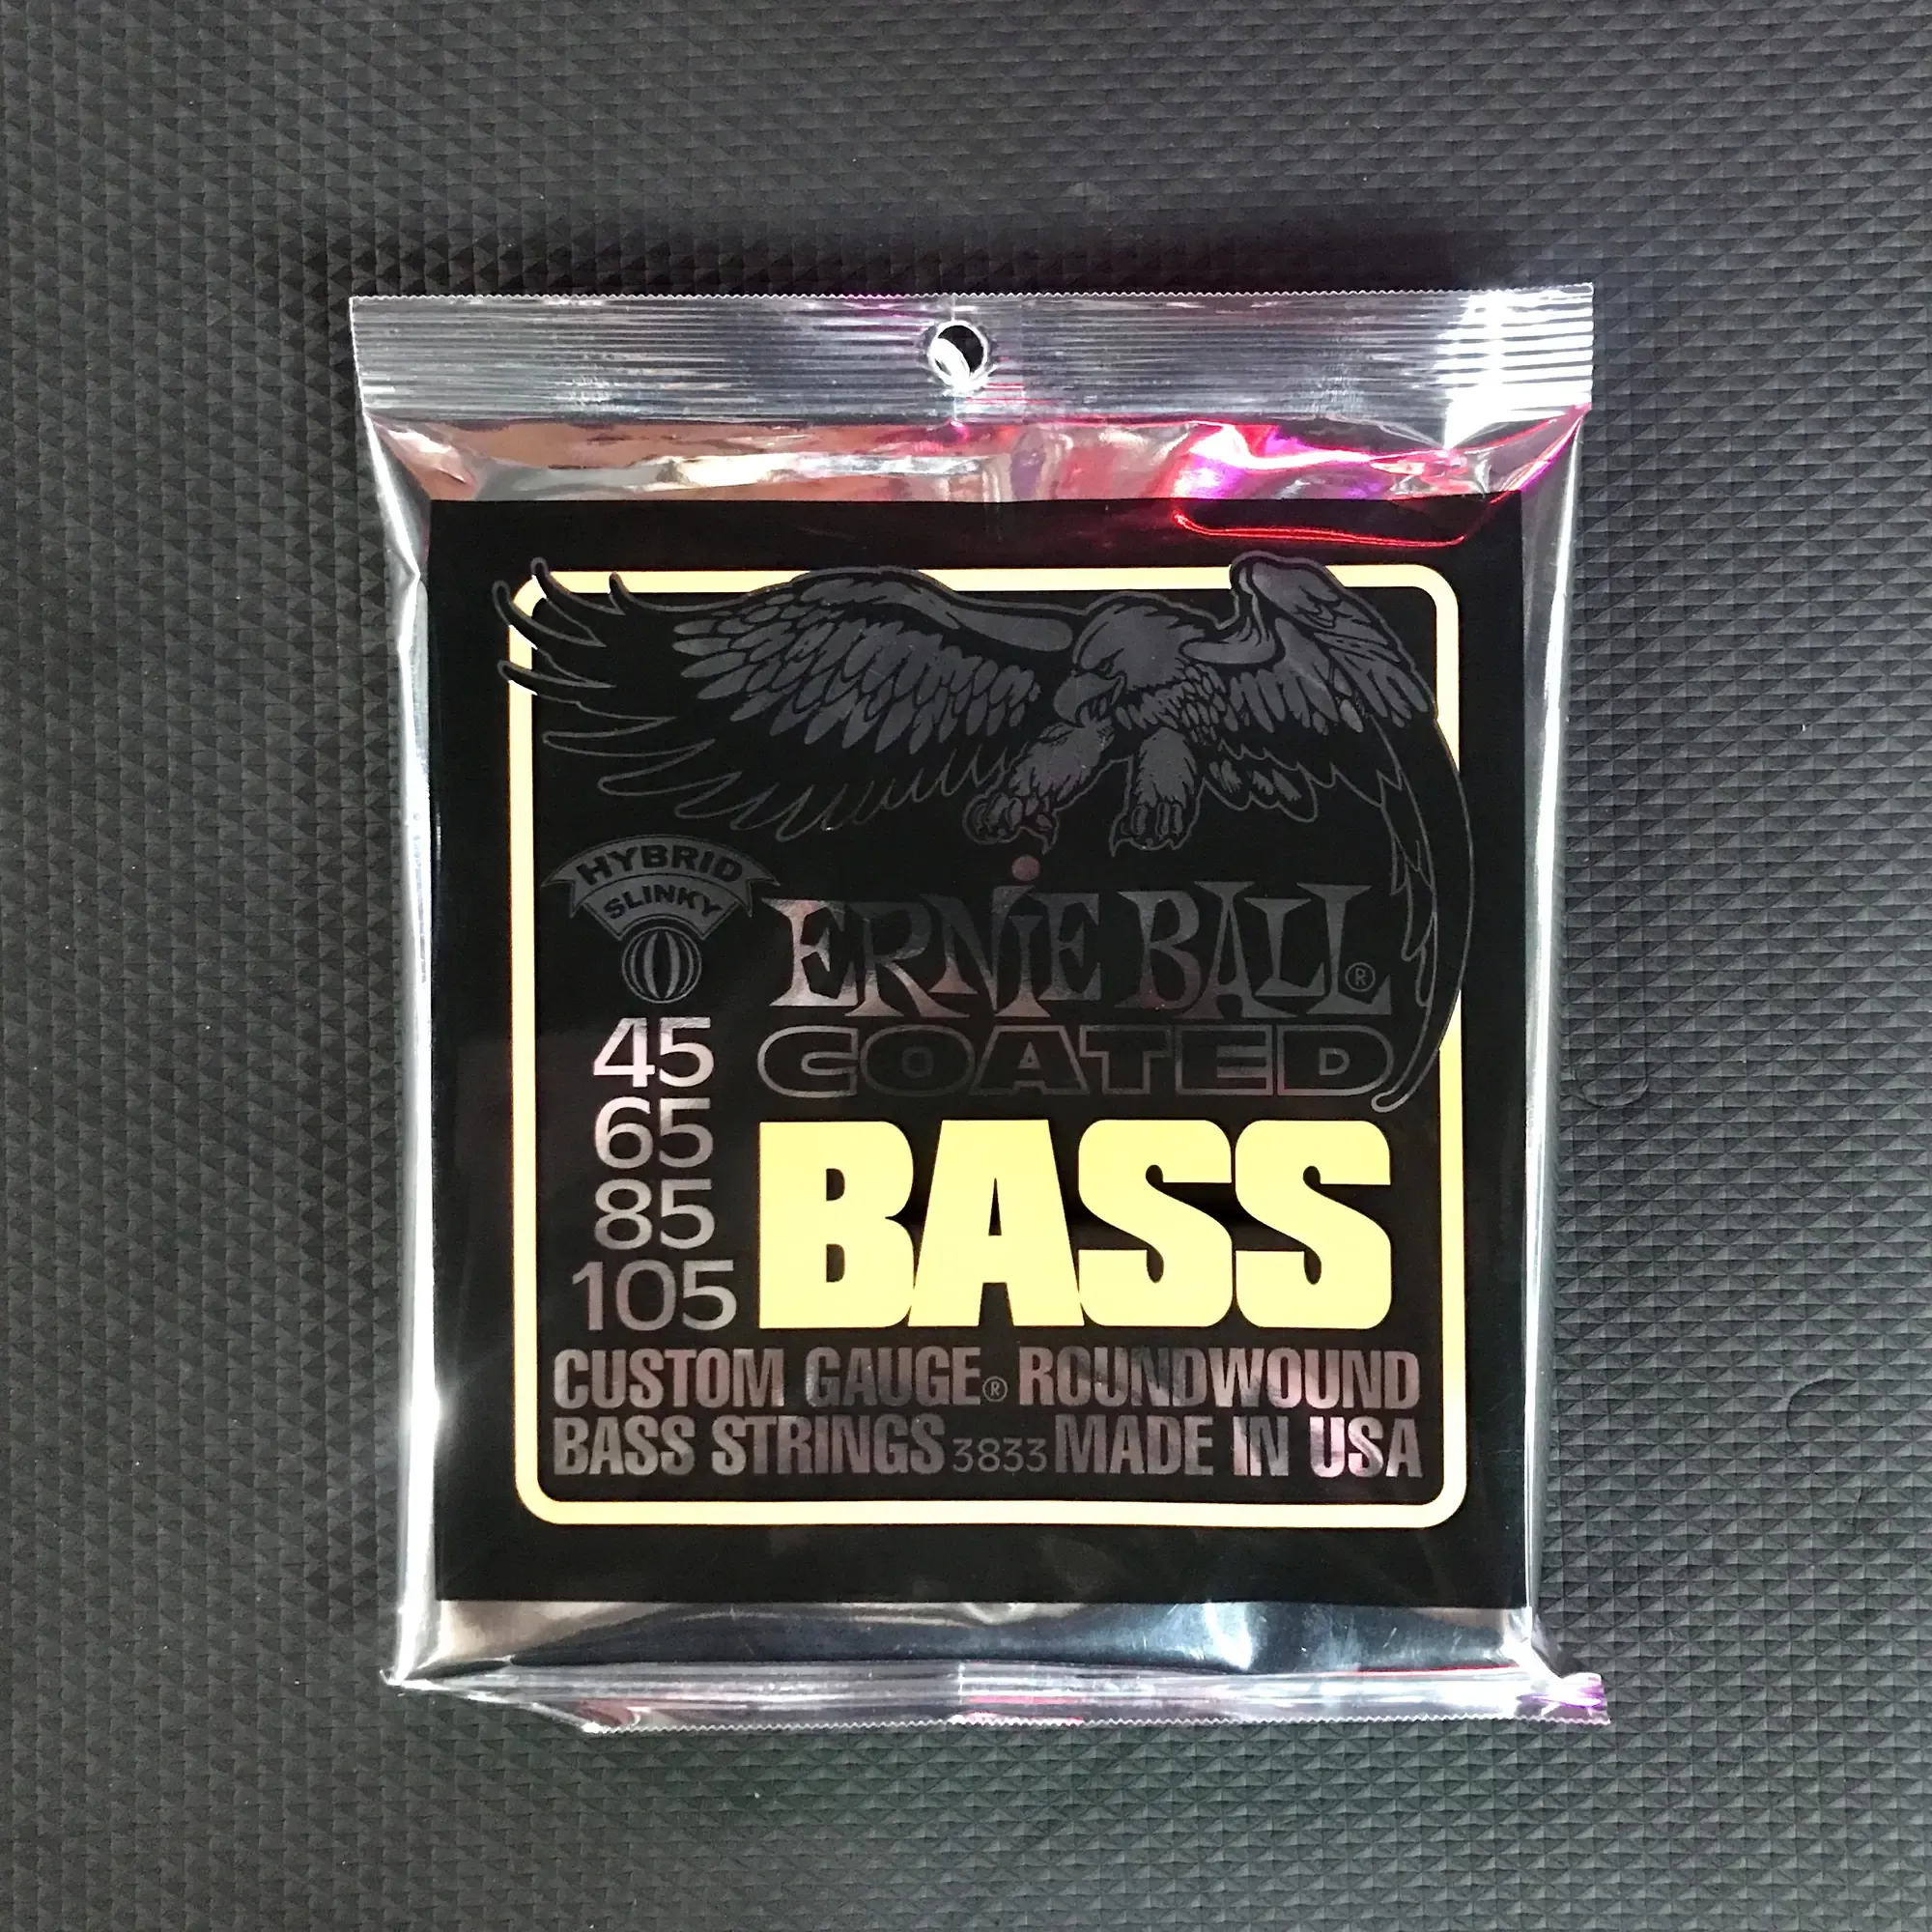 HYBRID
SLINKY
ERNiE BALL®
COATED
45
65
85
105
BASS
CUSTOM GAUGE® ROUNDWOUND
BASS STRINGS 3833 MADE IN USA